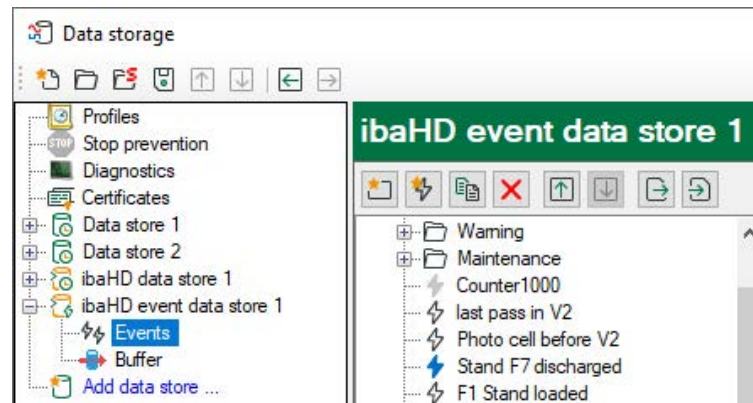 Data storage
Profiles
Stop prevention
Diagnostics
Certificates
Data store 1
Data store 2
ibaHD data store 1
ibaHD event data store 1
Events
Buffer
Add data store ...
ibaHD event data store 1
Warning
Maintenance
Counter1000
last pass in V2
Photo cell before V2
Stand F7 discharged
F1 Stand loaded